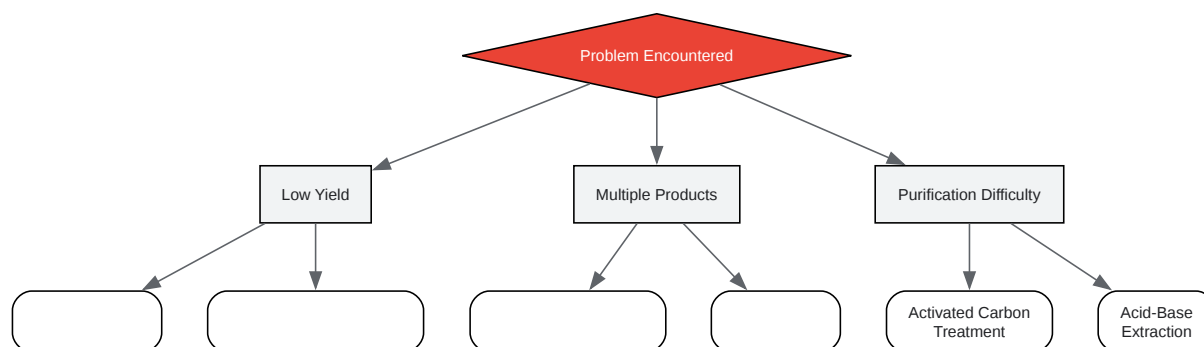 Problem Encountered
Low Yield
Multiple Products
Purification Difficulty
Activated Carbon
Treatment
Acid-Base
Extraction